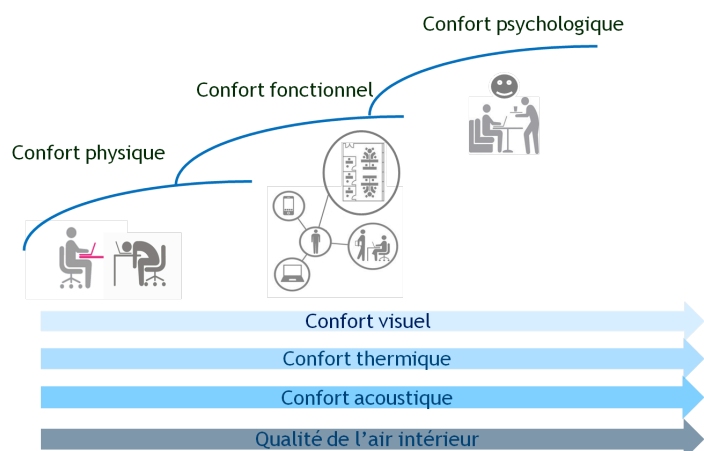 Confort psychologique
Confort fonctionnel
Confort physique
Confort visuel
Confort thermique
Confort acoustique
Qualité de l'air intérieur